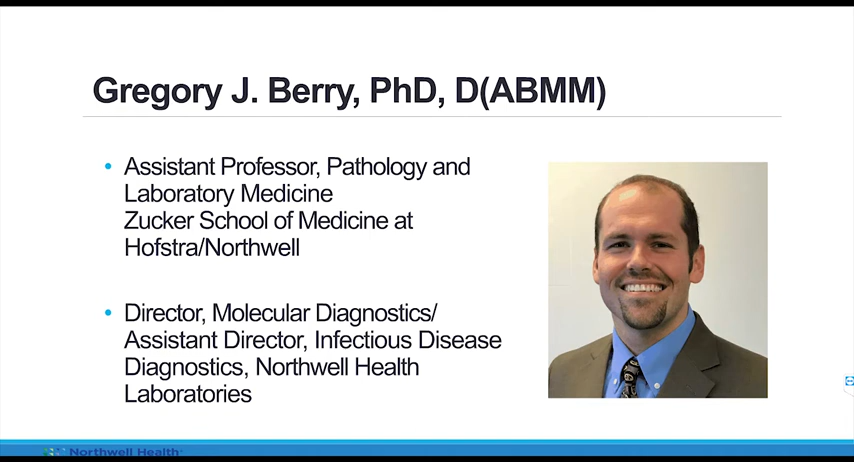 Gregory J. Berry, PhD, D(ABMM)
• Assistant Professor, Pathology and
Laboratory Medicine
Zucker School of Medicine at
Hofstra/Northwell
• Director, Molecular Diagnostics/
Assistant Director, Infectious Disease
Diagnostics, Northwell Health
Laboratories
Northwell Health